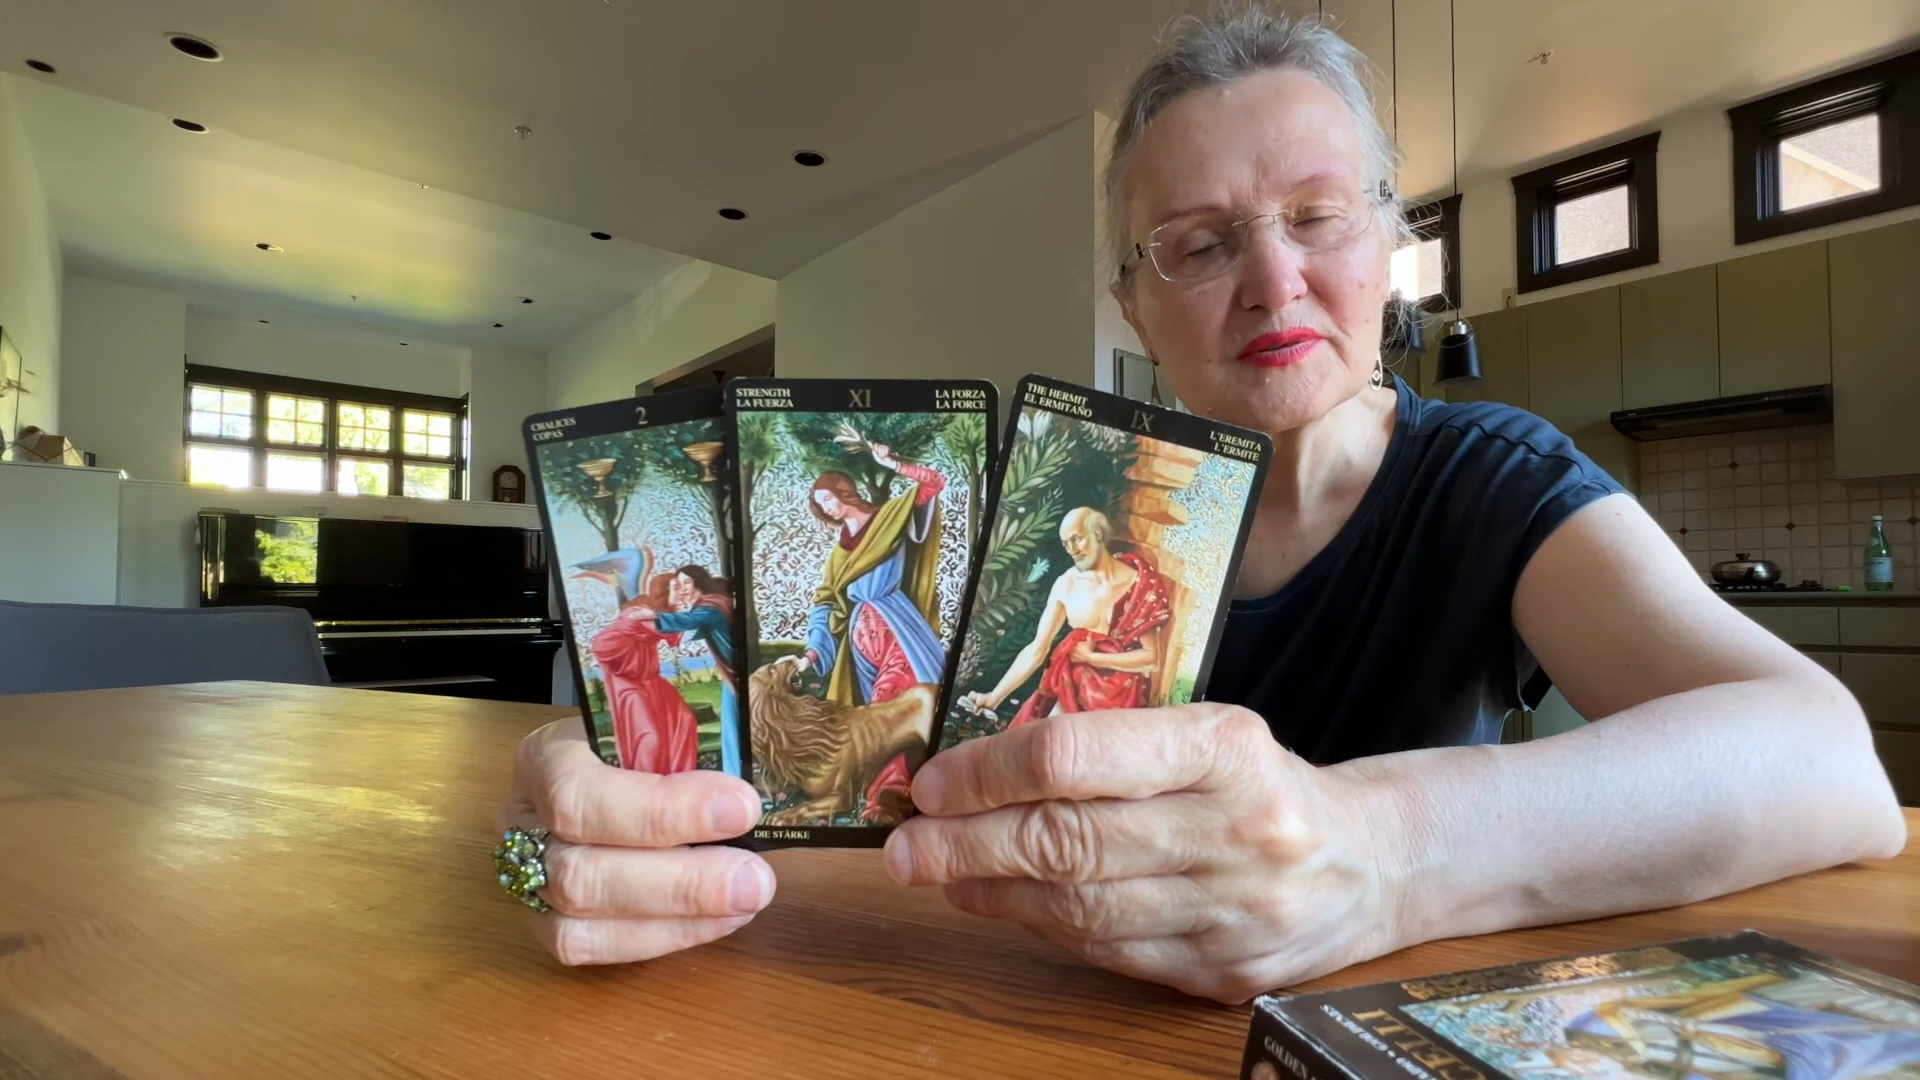 CHALICES
COPAS
2
STRENGTH
LA FUERZA
XI
LA FORZA
LA FORCE
DIE STÄRKE
THE HERMIT
EL ERMITAÑO
IX
L'EREMITA
L'ERMITE
GOLDEN